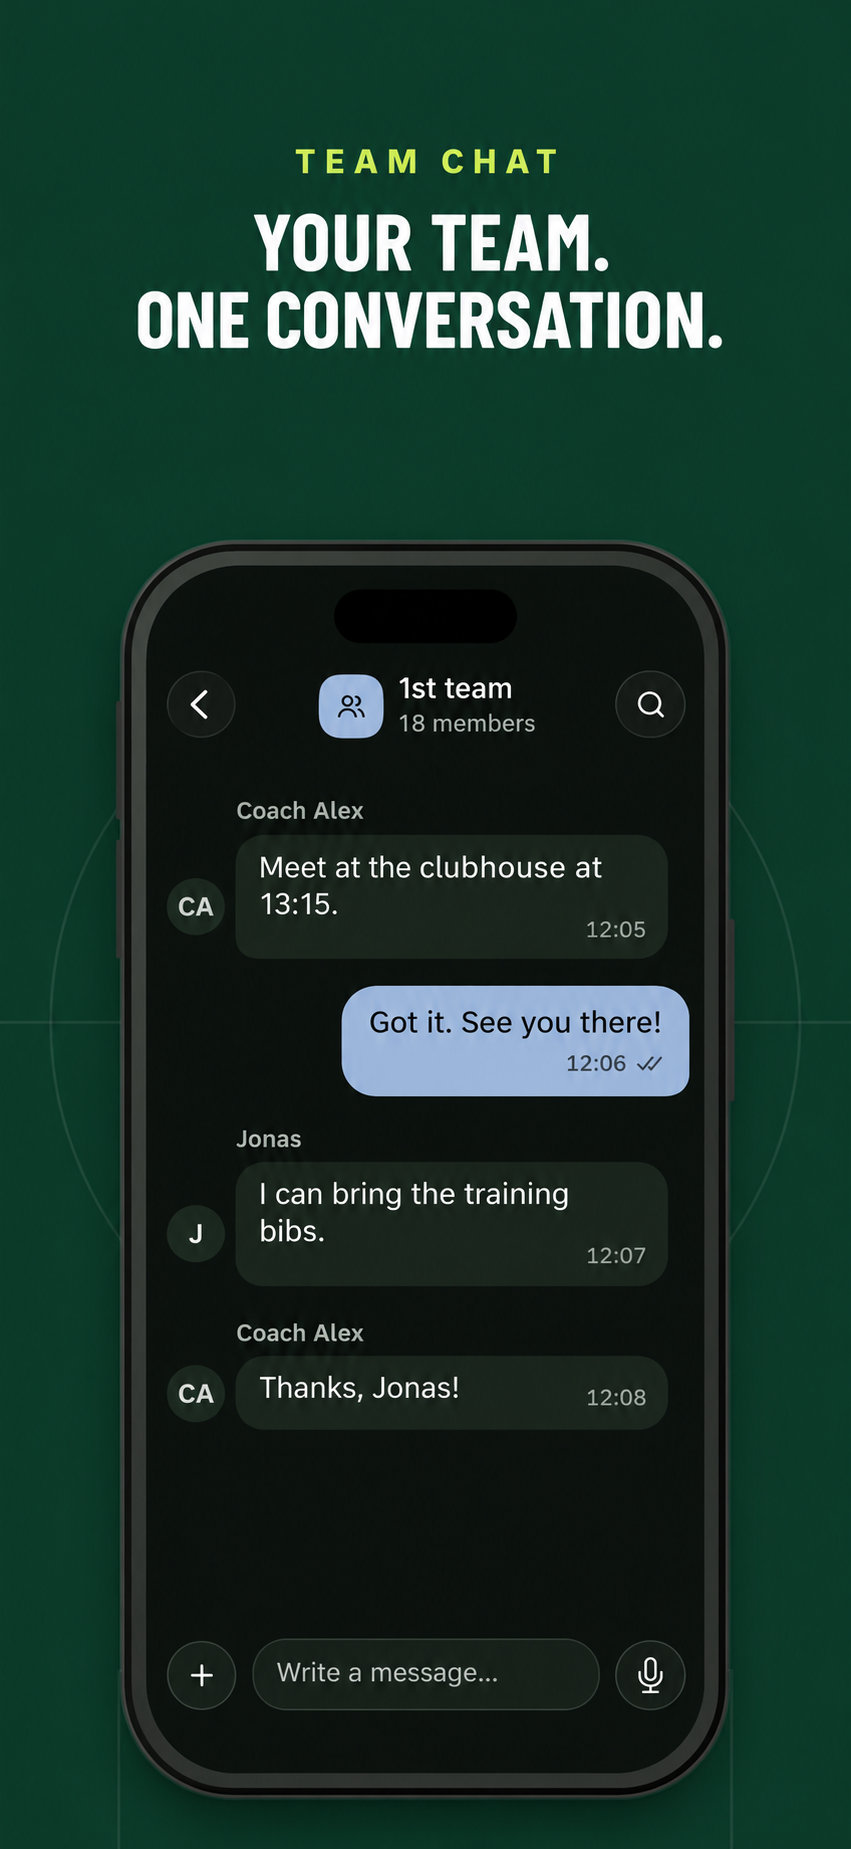 TEAM CHAT
YOUR TEAM.
ONE CONVERSATION.
1st team
18 members
Coach Alex
CA
Meet at the clubhouse at
13:15.
12:05
Got it. See you there!
12:06
Jonas
J
I can bring the training
bibs.
12:07
Coach Alex
CA
Thanks, Jonas!
12:08
Write a message...